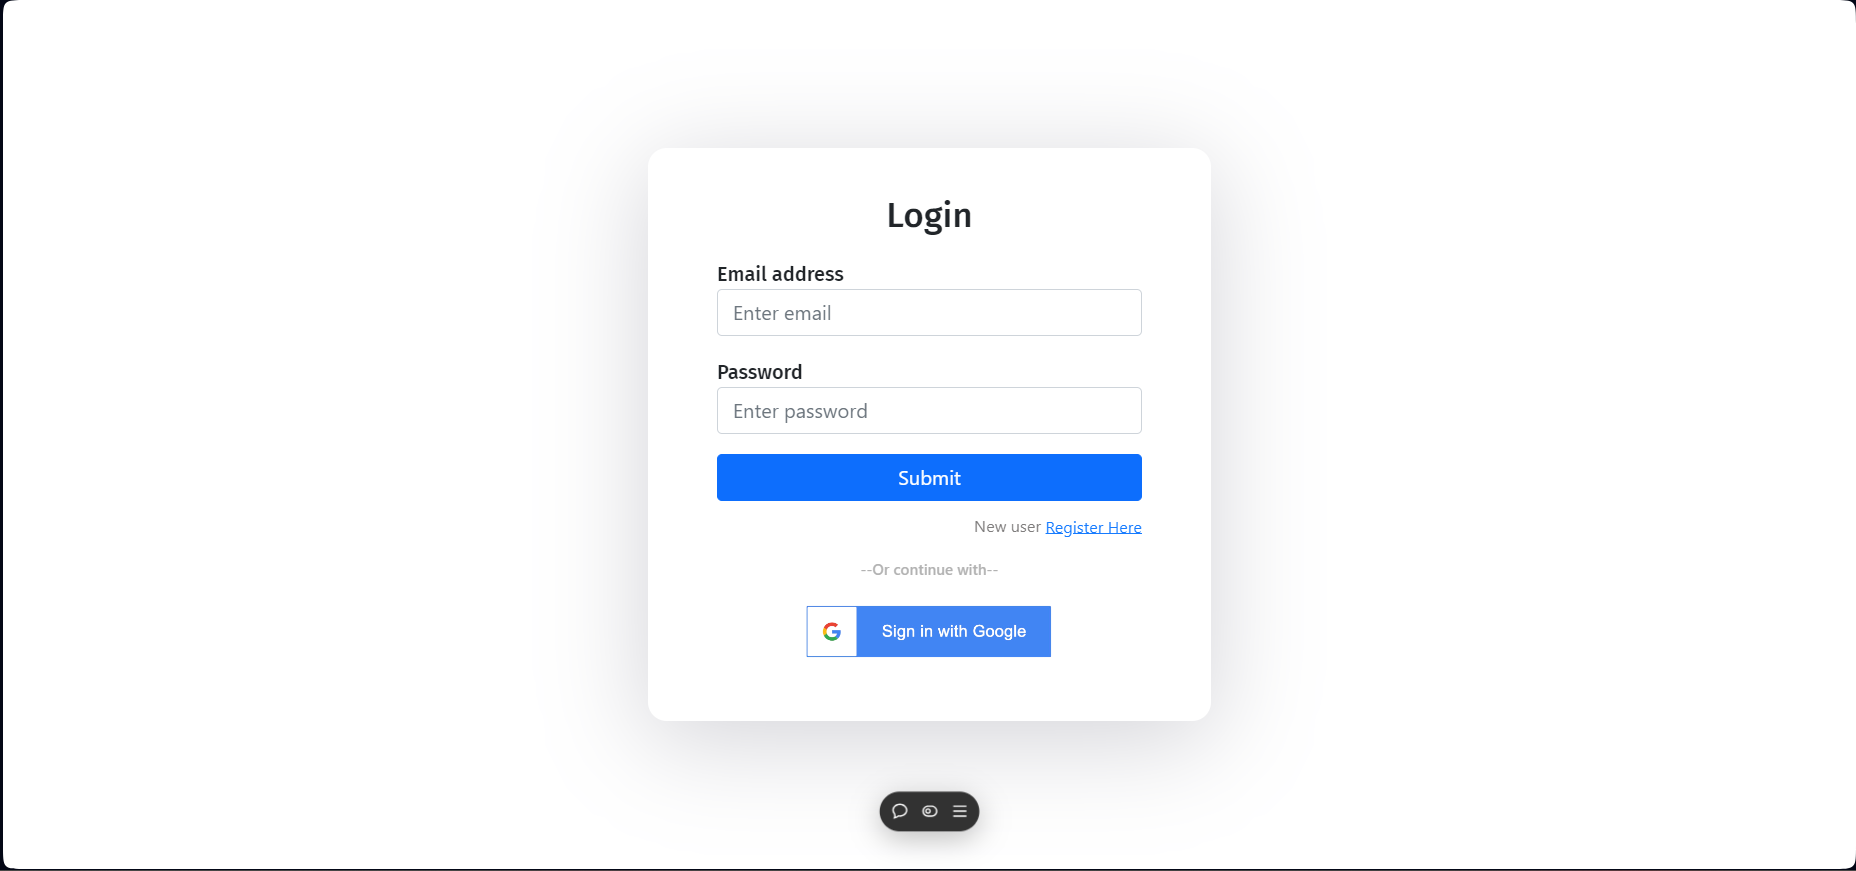 Login
Email address
Enter email
Password
Enter password
Submit
New user Register Here
--Or continue with--
Sign in with Google